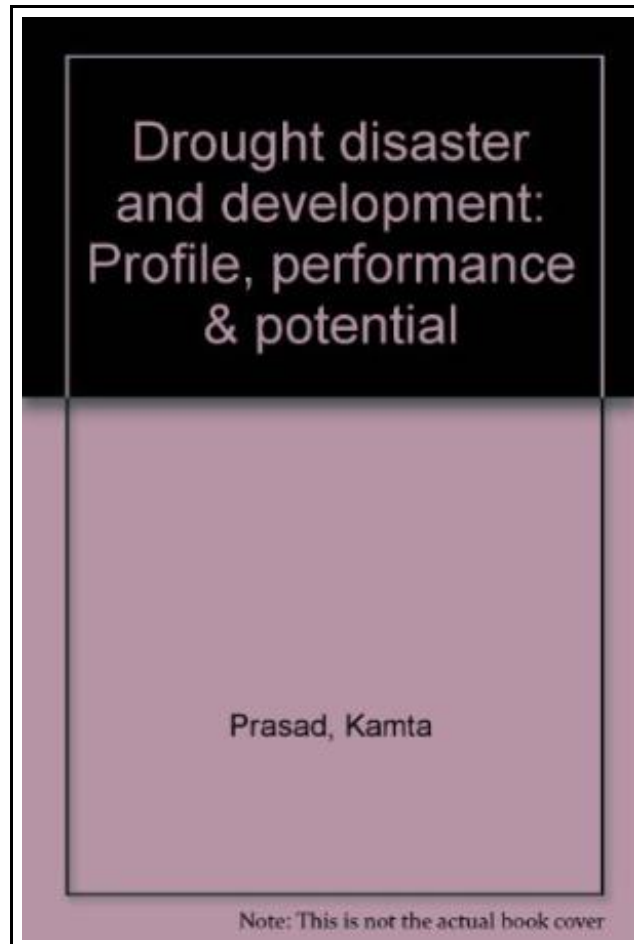 Drought disaster
and development:
Profile, performance
& potential
Prasad, Kamta
Note: This is not the actual book cover